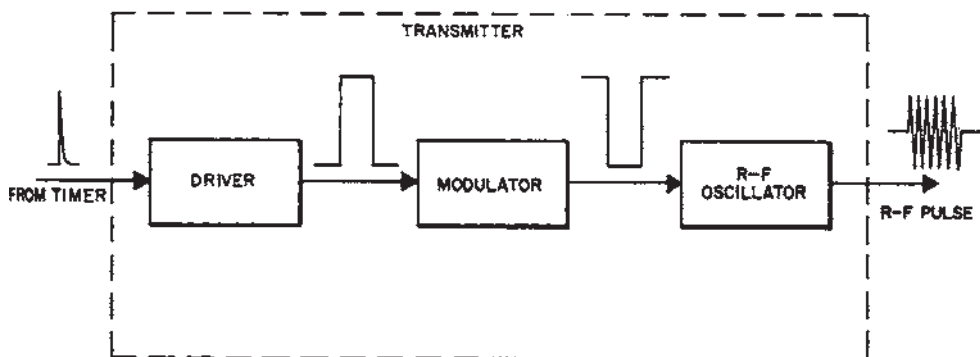 TRANSMITTER
FROM TIMER
DRIVER
MODULATOR
R-F
OSCILLATOR
R-F PULSE